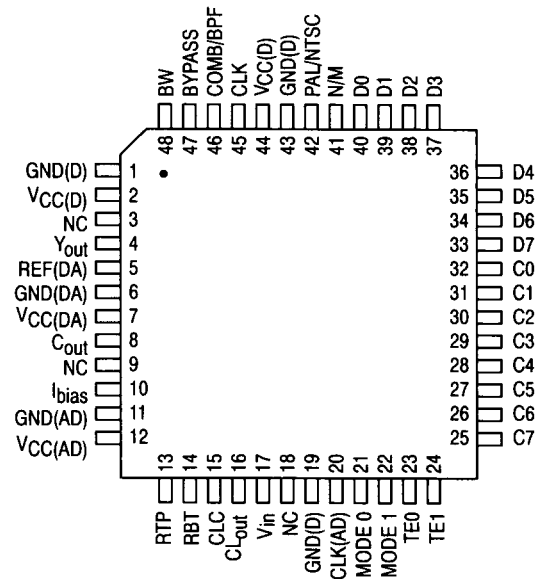 BW
BYPASS
COMB/BPF
CLK
VCC(D)
GND(D)
PAL/NTSC
N/M
D0
D1
D2
D3
48
47
46
45
44
43
42
41
40
39
38
37
GND(D) 1
VCC(D) 2
NC 3
Yout 4
REF(DA) 5
GND(DA) 6
VCC(DA) 7
Cout 8
NC 9
Ibias 10
GND(AD) 11
VCC(AD) 12
36 D4
35 D5
34 D6
33 D7
32 C0
31 C1
30 C2
29 C3
28 C4
27 C5
26 C6
25 C7
13
14
15
16
17
18
19
20
21
22
23
24
RTP
RBT
CLC
CLout
Vin
NC
GND(D)
CLK(AD)
MODE 0
MODE 1
TE0
TE1